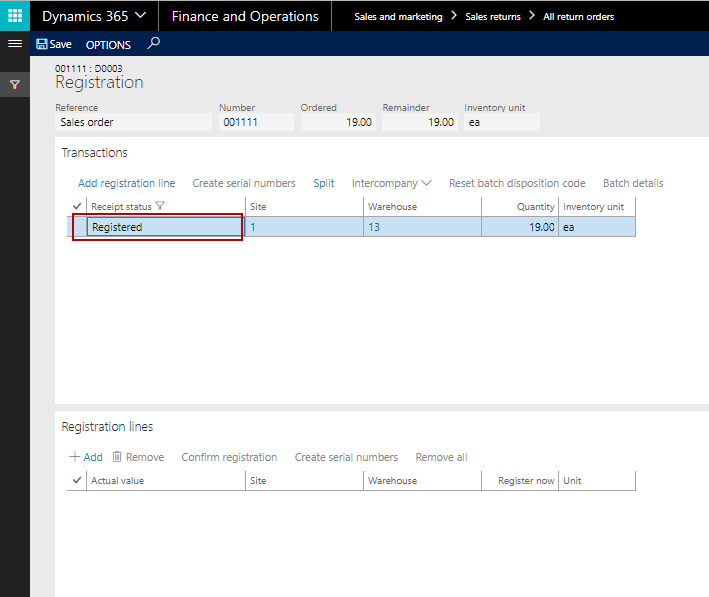 Dynamics 365 Finance and Operations Sales and marketing Sales returns All return orders
Save OPTIONS
001111 : D0003
Registration
Reference Number Ordered Remainder Inventory unit
Sales order 001111 19.00 19.00 ea
Transactions
Add registration line Create serial numbers Split Intercompany Reset batch disposition code Batch details
Receipt status Site Warehouse Quantity Inventory unit
Registered 1 13 19.00 ea
Registration lines
Add Remove Confirm registration Create serial numbers Remove all
Actual value Site Warehouse Register now Unit